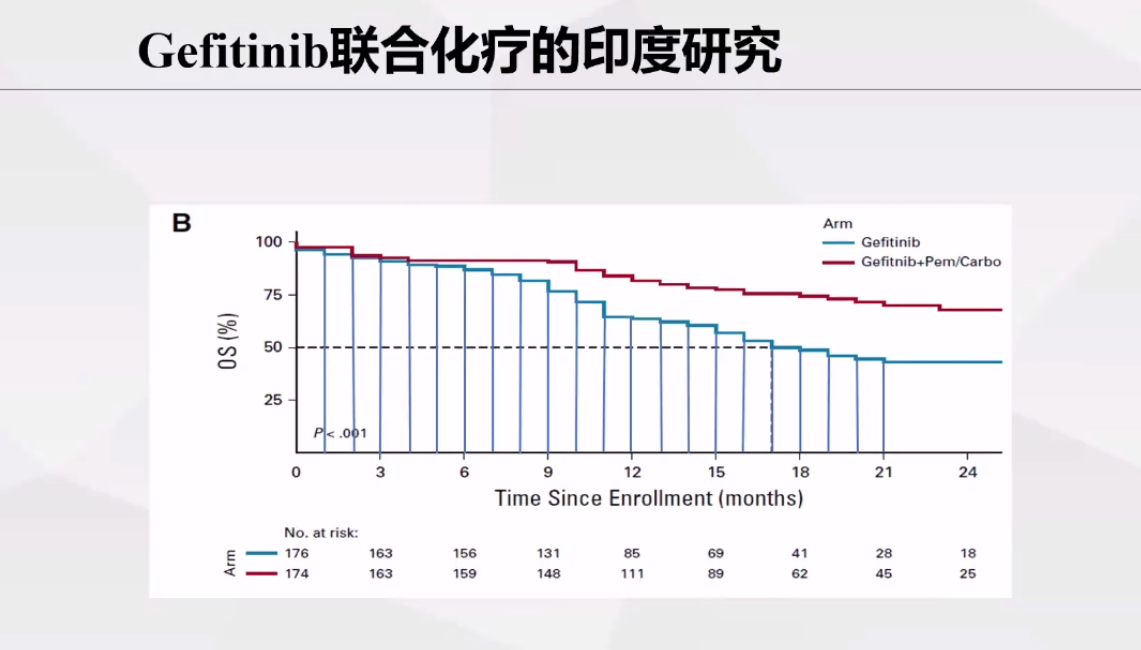 Gefitinib联合化疗的印度研究
B
Arm
Gefitinib
Gefitnib+Pem/Carbo
OS (%)
100
75
50
25
P < .001
0 3 6 9 12 15 18 21 24
Time Since Enrollment (months)
No. at risk:
Arm
176 163 156 131 85 69 41 28 18
174 163 159 148 111 89 62 45 25